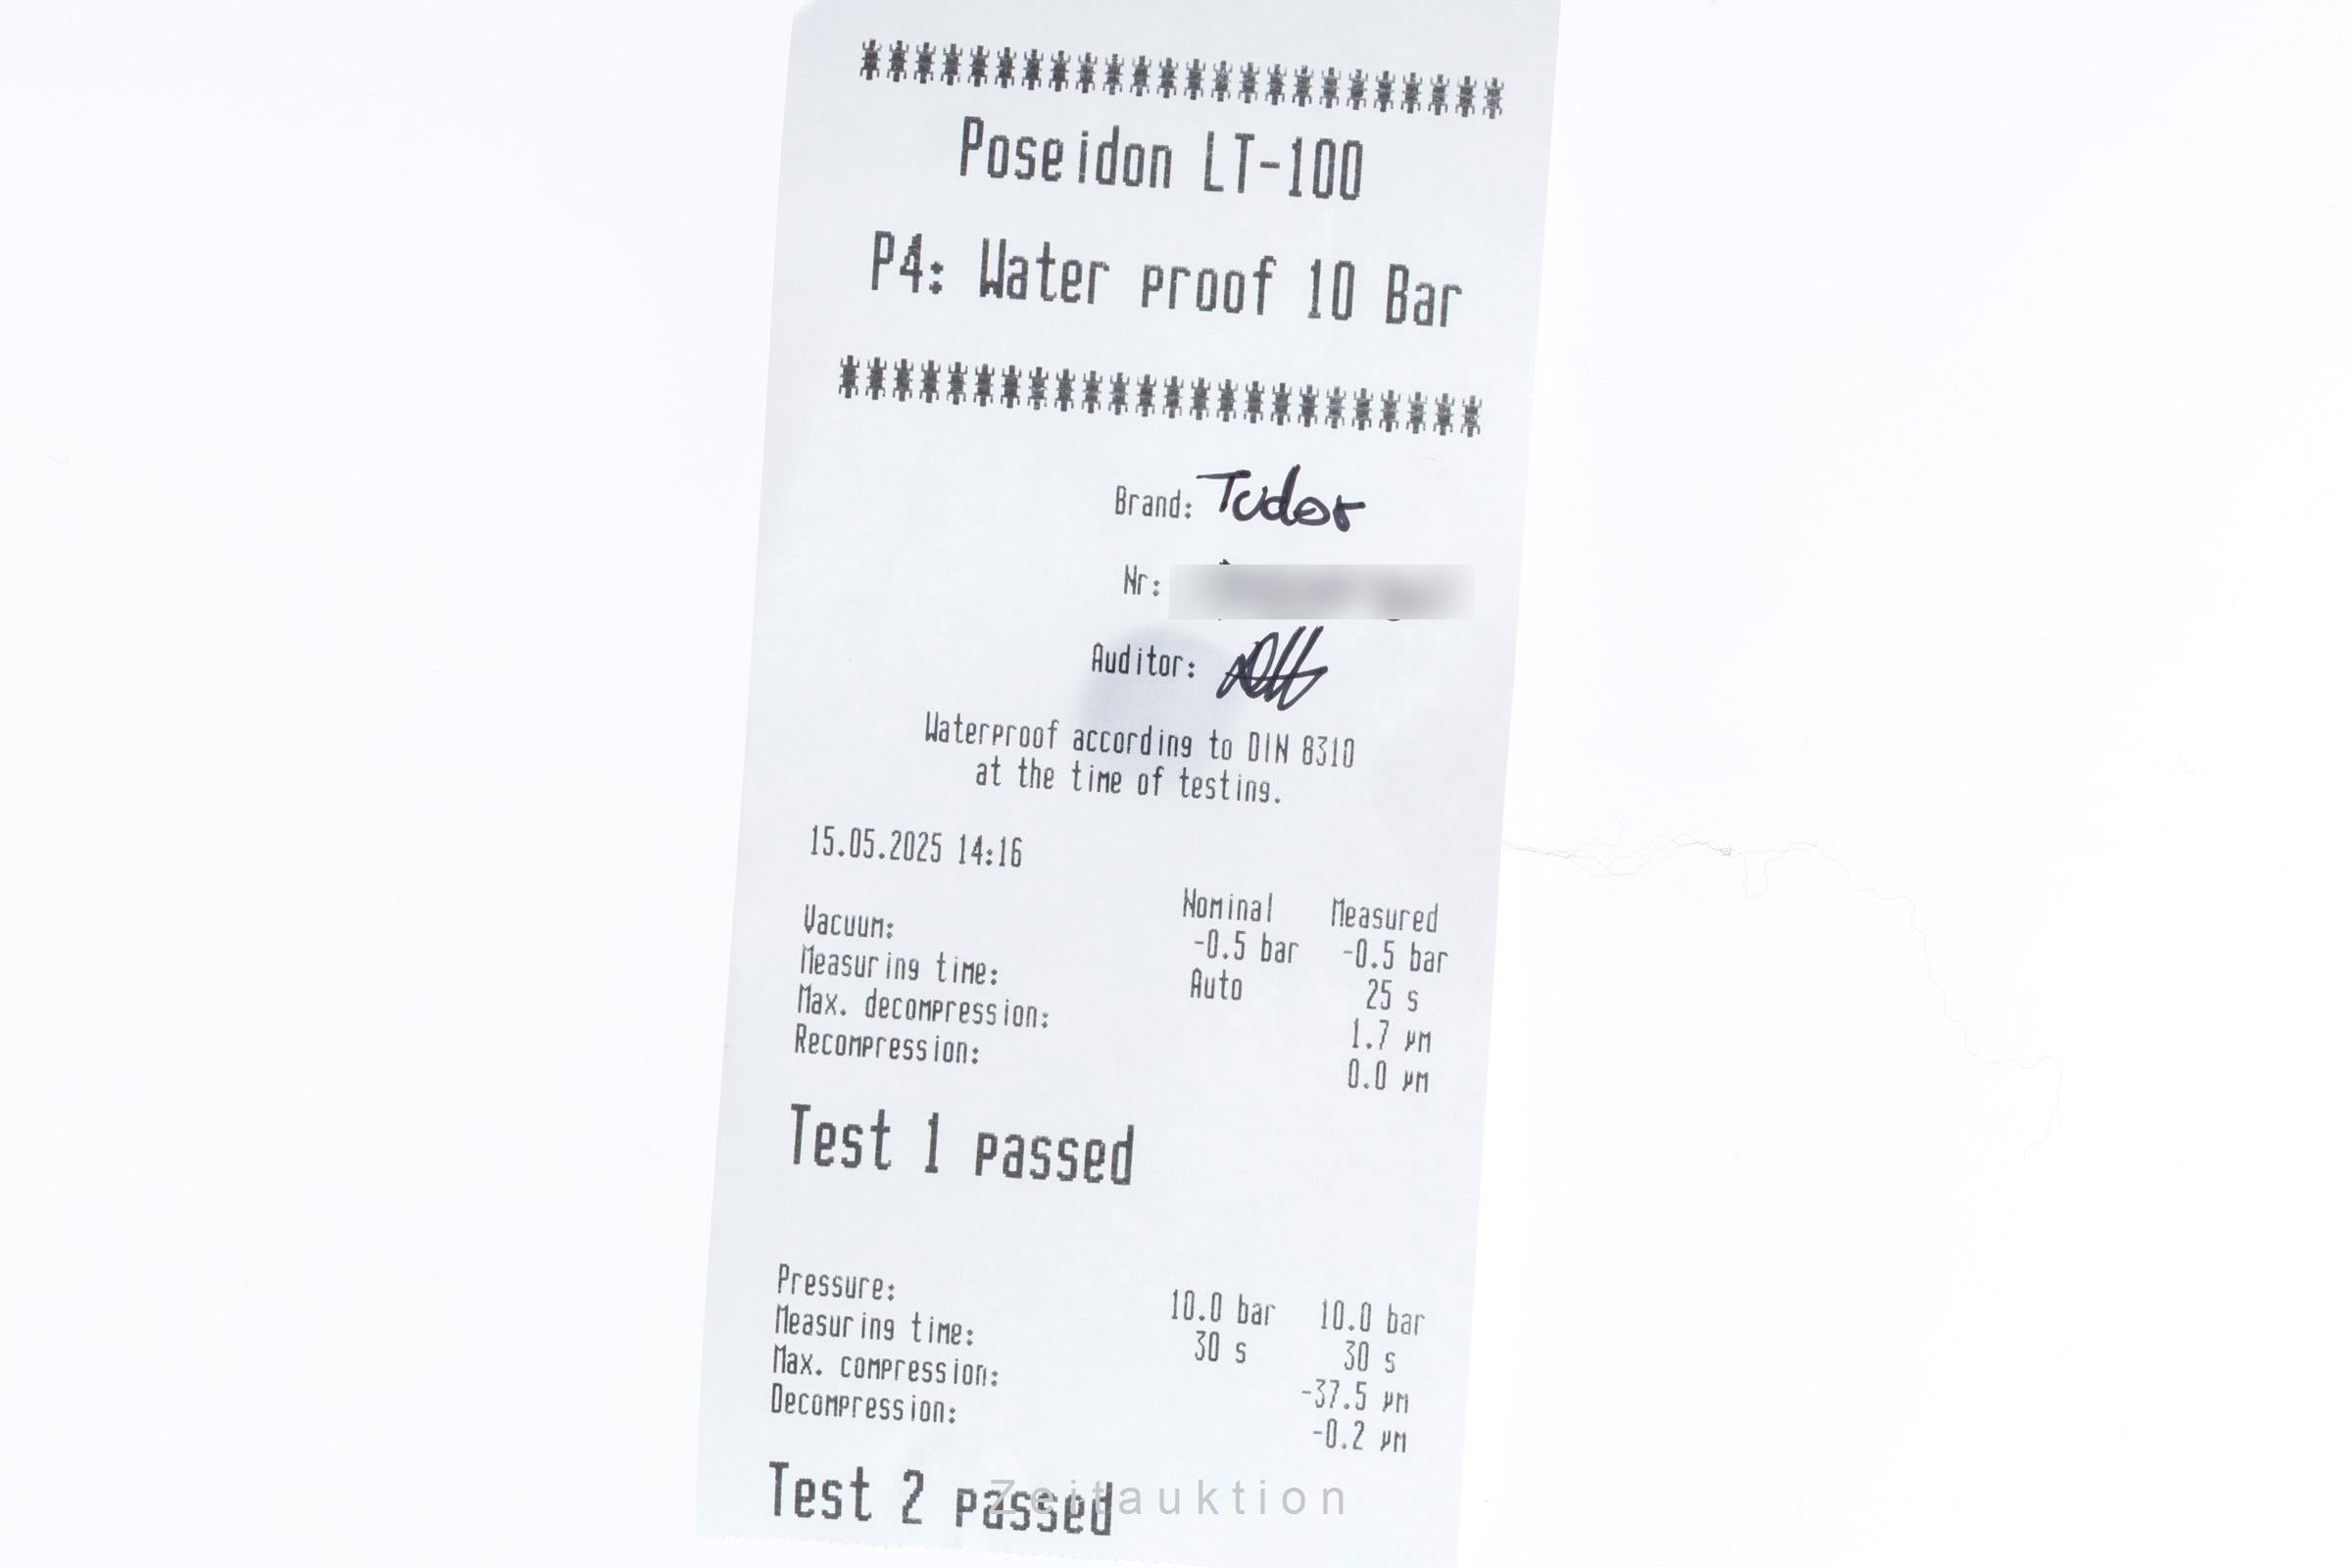 Poseidon LT-100
P4: Water proof 10 Bar
Brand: Tudor
Nr:
Auditor:
Waterproof according to DIN 8310
at the time of testing.
15.05.2025 14:16
Nominal Measured
Vacuum: -0.5 bar -0.5 bar
Measuring time: Auto 25 s
Max. decompression: 1.7 µm
Recompression: 0.0 µm
Test 1 passed
Pressure: 10.0 bar 10.0 bar
Measuring time: 30 s 30 s
Max. compression: -37.5 µm
Decompression: -0.2 µm
Test 2 passed
Zeitauktion